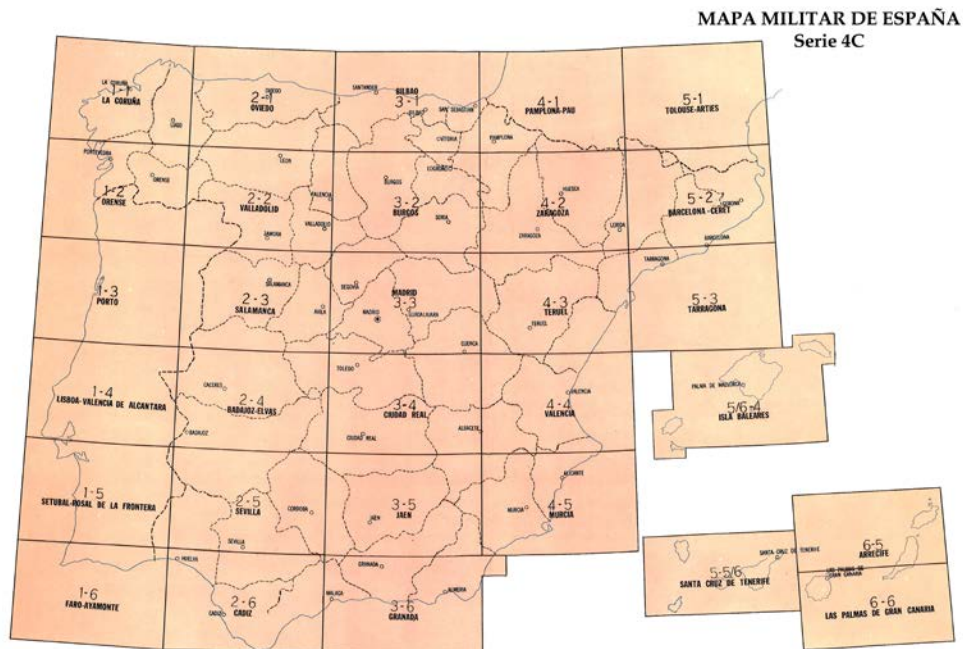 MAPA MILITAR DE ESPAÑA
Serie 4C
LA CORUÑA
1-1
LA CORUÑA
LUGO
2-1
OVIEDO
OVIEDO
SANTANDER
BILBAO
3-1
BILBAO
SAN SEBASTIAN
VITORIA
4-1
PAMPLONA-PAU
PAMPLONA
5-1
TOLOUSE-ARTIES
PONTEVEDRA
ORENSE
1-2
ORENSE
LEON
2-2
VALLADOLID
PALENCIA
VALLADOLID
ZAMORA
LOGROÑO
BURGOS
3-2
BURGOS
SORIA
HUESCA
4-2
ZARAGOZA
ZARAGOZA
LERIDA
5-2
BARCELONA-CERET
GERONA
BARCELONA
TARRAGONA
1-3
PORTO
SALAMANCA
2-3
SALAMANCA
AVILA
SEGOVIA
MADRID
3-3
MADRID
GUADALAJARA
CUENCA
4-3
TERUEL
TERUEL
5-3
TARRAGONA
1-4
LISBOA-VALENCIA DE ALCANTARA
CACERES
2-4
BADAJOZ-ELVAS
BADAJOZ
TOLEDO
3-4
CIUDAD REAL
CIUDAD REAL
ALBACETE
VALENCIA
4-4
VALENCIA
PALMA DE MALLORCA
5/6-4
ISLA BALEARES
1-5
SETUBAL-ROSAL DE LA FRONTERA
2-5
SEVILLA
CORDOBA
SEVILLA
HUELVA
3-5
JAEN
JAEN
ALICANTE
MURCIA
4-5
MURCIA
1-6
FARO-AYAMONTE
CADIZ
2-6
CADIZ
MALAGA
GRANADA
3-6
GRANADA
ALMERIA
SANTA CRUZ DE TENERIFE
5-5/6
SANTA CRUZ DE TENERIFE
6-5
ARRECIFE
LAS PALMAS DE
GRAN CANARIA
6-6
LAS PALMAS DE GRAN CANARIA